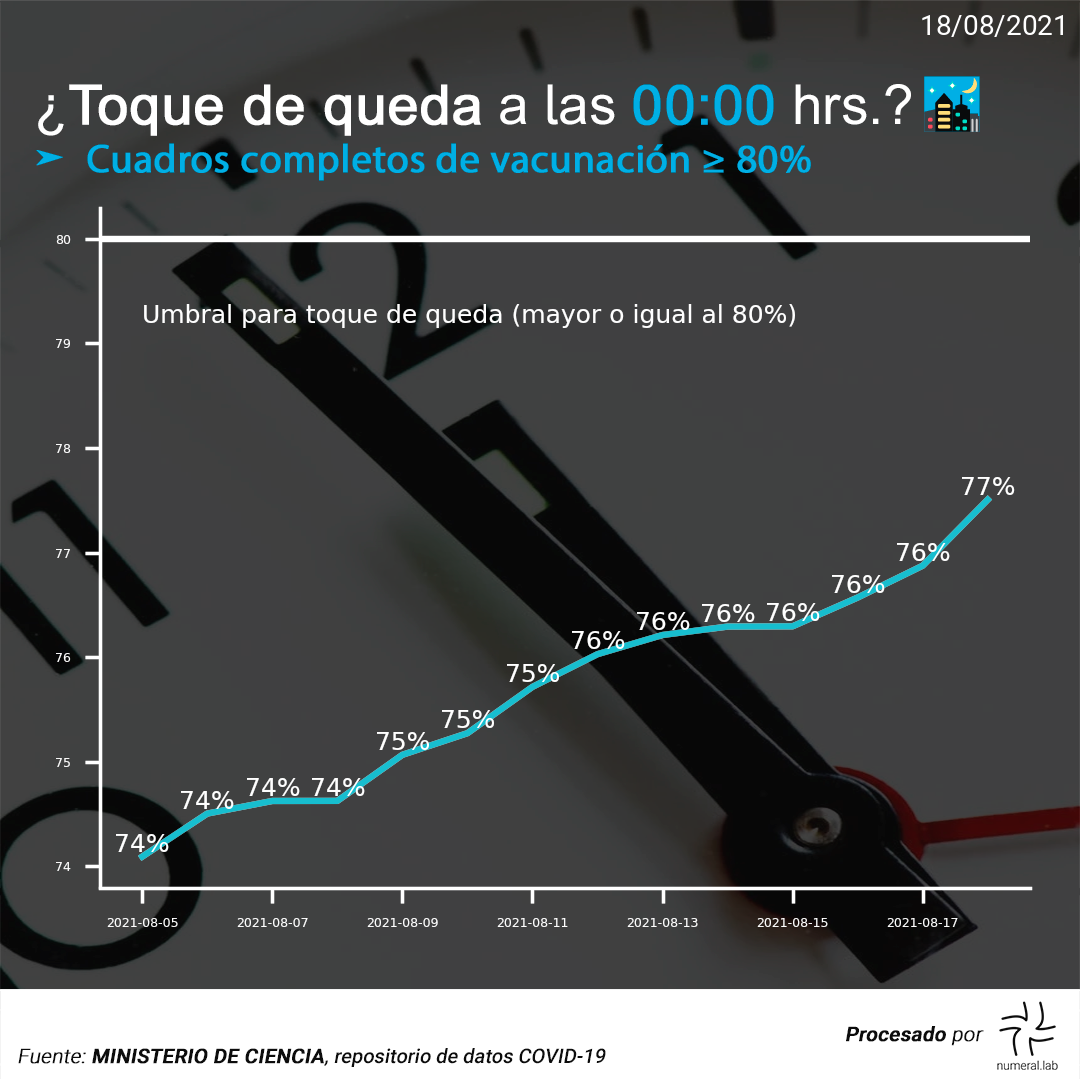 18/08/2021
¿Toque de queda a las 00:00 hrs.?
➤ Cuadros completos de vacunación ≥ 80%
80
Umbral para toque de queda (mayor o igual al 80%)
79
78
77%
77
76%
76%
76% 76% 76%
76%
76
75%
75%
75%
75
74% 74% 74%
74%
74
2021-08-05 2021-08-07 2021-08-09 2021-08-11 2021-08-13 2021-08-15 2021-08-17
Procesado por
numeral.lab
Fuente: MINISTERIO DE CIENCIA, repositorio de datos COVID-19